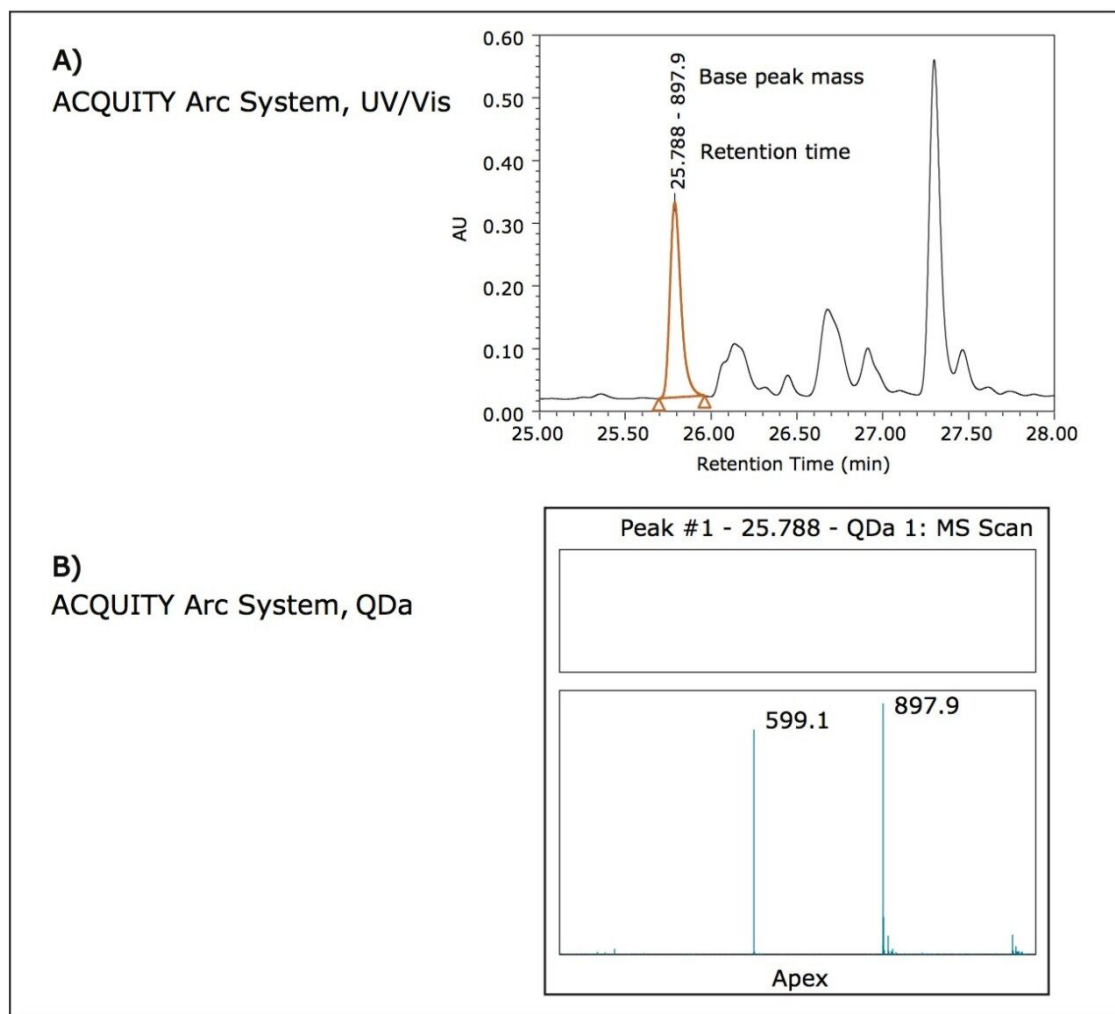 A)
ACQUITY Arc System, UV/Vis
0.60
0.50
0.40
0.30
0.20
0.10
0.00
AU
25.788 - 897.9
Base peak mass
Retention time
25.00 25.50 26.00 26.50 27.00 27.50 28.00
Retention Time (min)
B)
ACQUITY Arc System, QDa
Peak #1 - 25.788 - QDa 1: MS Scan
599.1
897.9
Apex